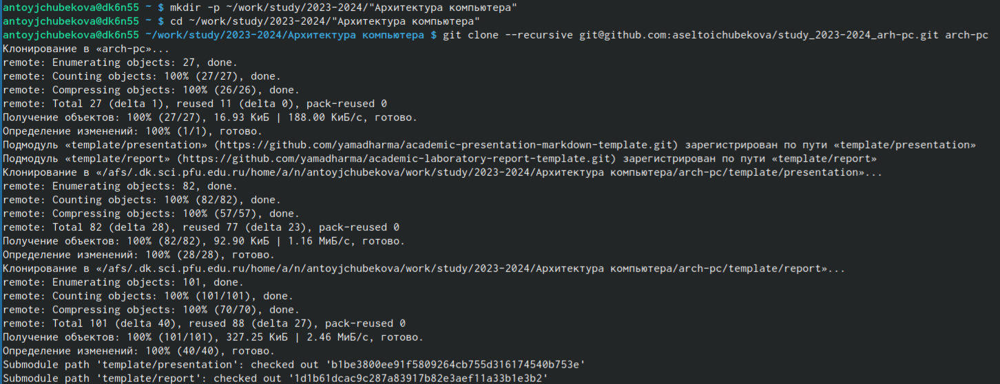 antoyjchubekova@dk6n55 ~ $ mkdir -p ~/work/study/2023-2024/"Архитектура компьютера"
antoyjchubekova@dk6n55 ~ $ cd ~/work/study/2023-2024/"Архитектура компьютера"
antoyjchubekova@dk6n55 ~/work/study/2023-2024/Архитектура компьютера $ git clone --recursive git@github.com:aseltoichubekova/study_2023-2024_arh-pc.git arch-pc
Клонирование в «arch-pc»...
remote: Enumerating objects: 27, done.
remote: Counting objects: 100% (27/27), done.
remote: Compressing objects: 100% (26/26), done.
remote: Total 27 (delta 1), reused 11 (delta 0), pack-reused 0
Получение объектов: 100% (27/27), 16.93 КиБ | 188.00 КиБ/с, готово.
Определение изменений: 100% (1/1), готово.
Подмодуль «template/presentation» (https://github.com/yamadharma/academic-presentation-markdown-template.git) зарегистрирован по пути «template/presentation»
Подмодуль «template/report» (https://github.com/yamadharma/academic-laboratory-report-template.git) зарегистрирован по пути «template/report»
Клонирование в «/afs/.dk.sci.pfu.edu.ru/home/a/n/antoyjchubekova/work/study/2023-2024/Архитектура компьютера/arch-pc/template/presentation»...
remote: Enumerating objects: 82, done.
remote: Counting objects: 100% (82/82), done.
remote: Compressing objects: 100% (57/57), done.
remote: Total 82 (delta 28), reused 77 (delta 23), pack-reused 0
Получение объектов: 100% (82/82), 92.90 КиБ | 1.16 МиБ/с, готово.
Определение изменений: 100% (28/28), готово.
Клонирование в «/afs/.dk.sci.pfu.edu.ru/home/a/n/antoyjchubekova/work/study/2023-2024/Архитектура компьютера/arch-pc/template/report»...
remote: Enumerating objects: 101, done.
remote: Counting objects: 100% (101/101), done.
remote: Compressing objects: 100% (70/70), done.
remote: Total 101 (delta 40), reused 88 (delta 27), pack-reused 0
Получение объектов: 100% (101/101), 327.25 КиБ | 2.46 МиБ/с, готово.
Определение изменений: 100% (40/40), готово.
Submodule path 'template/presentation': checked out 'b1be3800ee91f5809264cb755d316174540b753e'
Submodule path 'template/report': checked out '1d1b61dcac9c287a83917b82e3aef11a33b1e3b2'